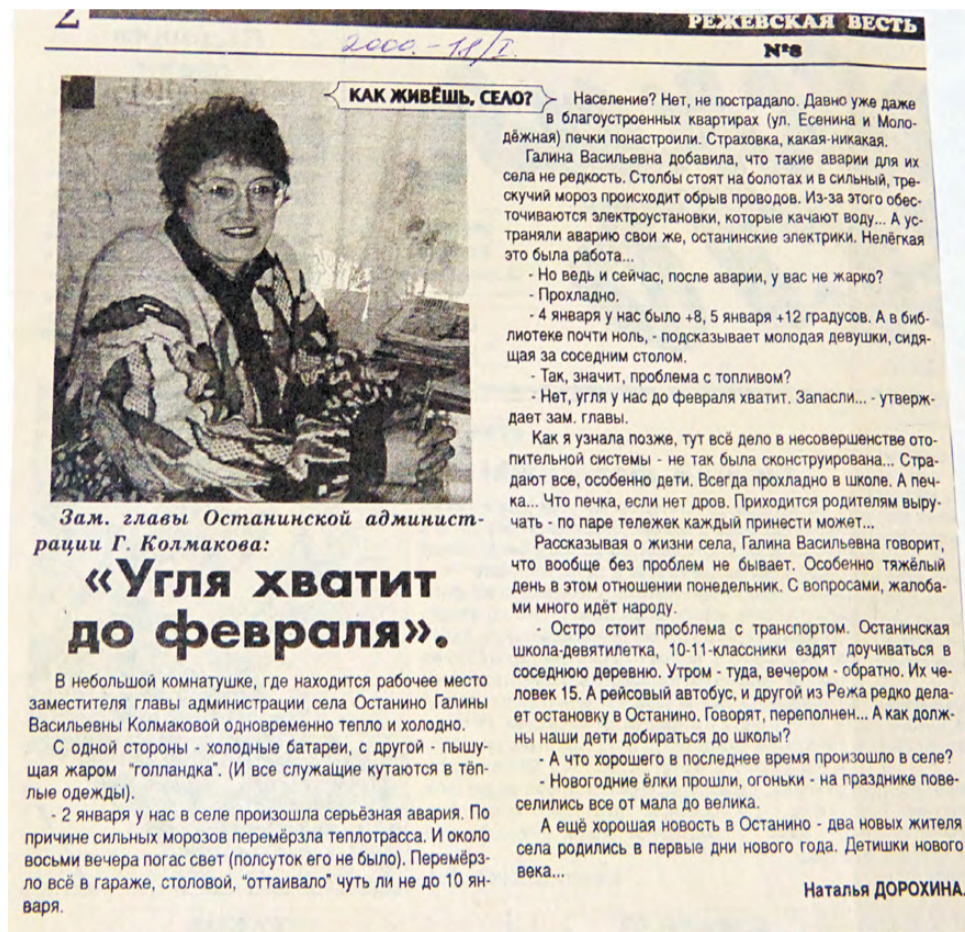 2
РЕЖЕВСКАЯ ВЕСТЬ
2000.-18/I.
№8
КАК ЖИВЁШЬ, СЕЛО?
Зам. главы Останинской админист-
рации Г. Колмакова:
«Угля хватит
до февраля».
В небольшой комнатушке, где находится рабочее место
заместителя главы администрации села Останино Галины
Васильевны Колмаковой одновременно тепло и холодно.
С одной стороны - холодные батареи, с другой - пышу-
щая жаром "голландка". (И все служащие кутаются в тёп-
лые одежды).
- 2 января у нас в селе произошла серьёзная авария. По
причине сильных морозов перемёрзла теплотрасса. И около
восьми вечера погас свет (полсуток его не было). Перемёрз-
ло всё в гараже, столовой, "оттаивало" чуть ли не до 10 ян-
варя.
Население? Нет, не пострадало. Давно уже даже
в благоустроенных квартирах (ул. Есенина и Моло-
дёжная) печки понастроили. Страховка, какая-никакая.
Галина Васильевна добавила, что такие аварии для их
села не редкость. Столбы стоят на болотах и в сильный, тре-
скучий мороз происходит обрыв проводов. Из-за этого обес-
точиваются электроустановки, которые качают воду... А ус-
траняли аварию свои же, останинские электрики. Нелёгкая
это была работа...
- Но ведь и сейчас, после аварии, у вас не жарко?
- Прохладно.
- 4 января у нас было +8, 5 января +12 градусов. А в биб-
лиотеке почти ноль, - подсказывает молодая девушки, сидя-
щая за соседним столом.
- Так, значит, проблема с топливом?
- Нет, угля у нас до февраля хватит. Запасли... - утверж-
дает зам. главы.
Как я узнала позже, тут всё дело в несовершенстве ото-
пительной системы - не так была сконструирована... Стра-
дают все, особенно дети. Всегда прохладно в школе. А печ-
ка... Что печка, если нет дров. Приходится родителям выру-
чать - по паре тележек каждый принести может...
Рассказывая о жизни села, Галина Васильевна говорит,
что вообще без проблем не бывает. Особенно тяжёлый
день в этом отношении понедельник. С вопросами, жалоба-
ми много идёт народу.
- Остро стоит проблема с транспортом. Останинская
школа-девятилетка, 10-11-классники ездят доучиваться в
соседнюю деревню. Утром - туда, вечером - обратно. Их че-
ловек 15. А рейсовый автобус, и другой из Режа редко дела-
ет остановку в Останино. Говорят, переполнен... А как долж-
ны наши дети добираться до школы?
- А что хорошего в последнее время произошло в селе?
- Новогодние ёлки прошли, огоньки - на празднике пове-
селились все от мала до велика.
А ещё хорошая новость в Останино - два новых жителя
села родились в первые дни нового года. Детишки нового
века...
Наталья ДОРОХИНА.